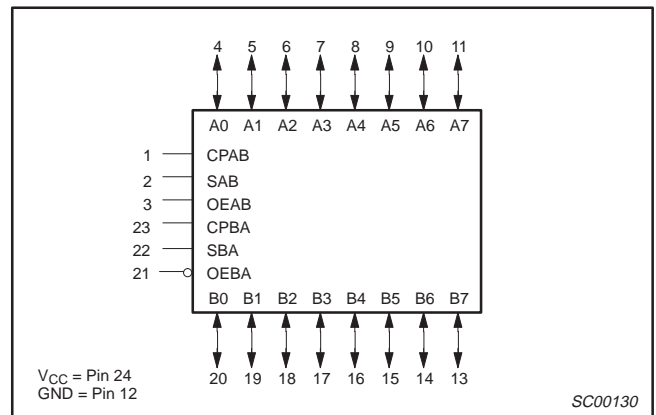 4 5 6 7 8 9 10 11
A0 A1 A2 A3 A4 A5 A6 A7
1 CPAB
2 SAB
3 OEAB
23 CPBA
22 SBA
21 OEBA
B0 B1 B2 B3 B4 B5 B6 B7
20 19 18 17 16 15 14 13
VCC = Pin 24
GND = Pin 12
SC00130